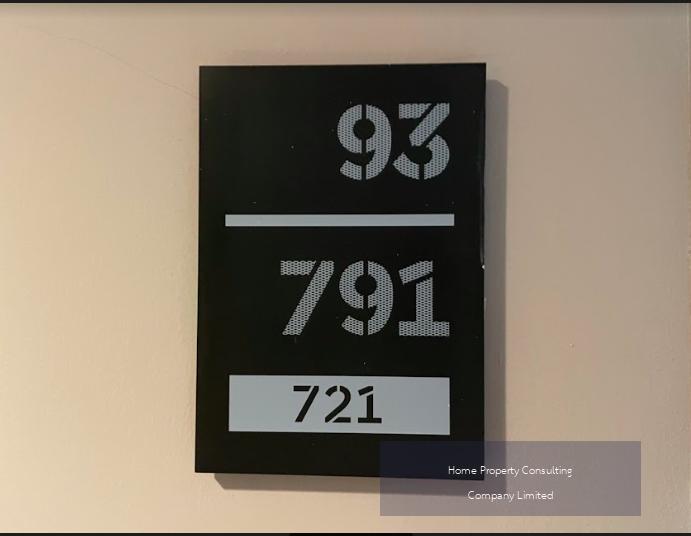 93
791
721
Home Property Consulting
Company Limited